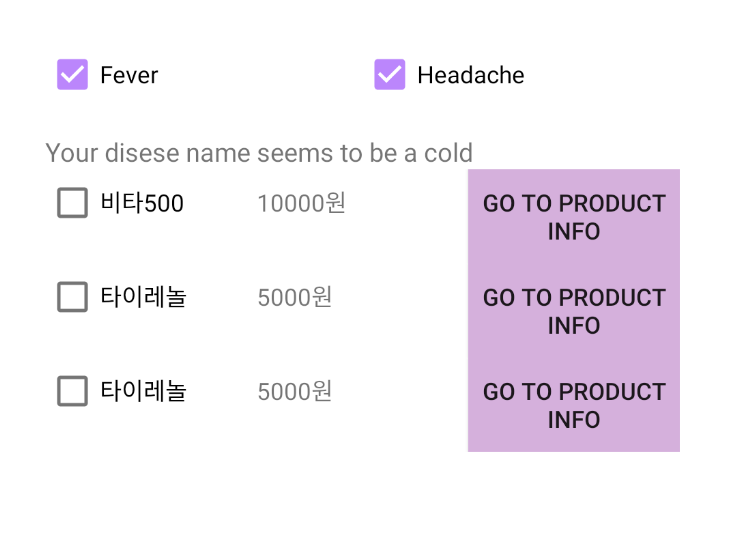 Fever
Headache
Your disese name seems to be a cold
비타500
10000원
GO TO PRODUCT
INFO
타이레놀
5000원
GO TO PRODUCT
INFO
타이레놀
5000원
GO TO PRODUCT
INFO